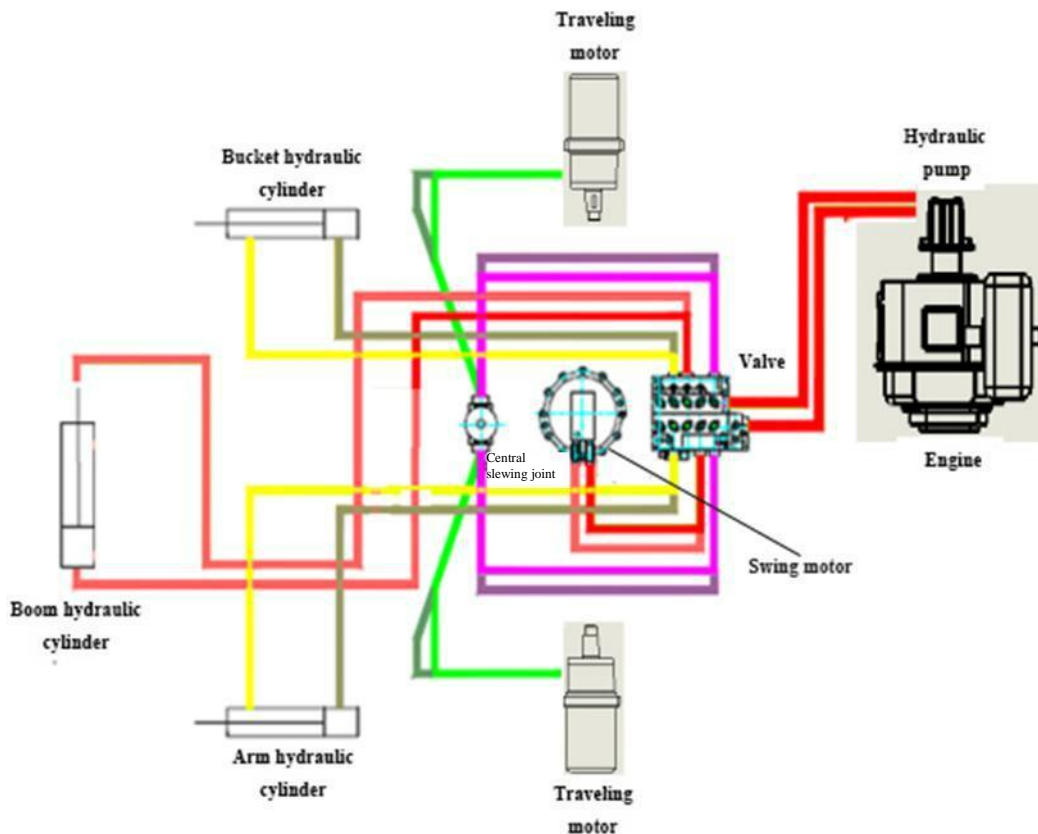 Traveling
motor
Hydraulic
pump
Bucket hydraulic
cylinder
Valve
Central
slewing joint
Engine
Swing motor
Boom hydraulic
cylinder
Arm hydraulic
cylinder
Traveling
motor